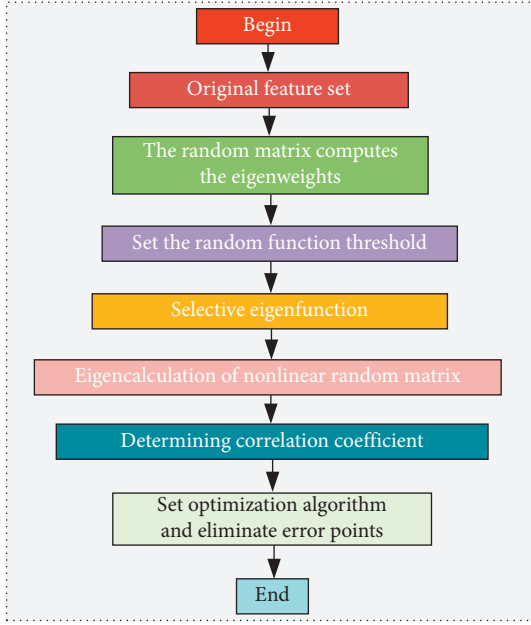 Begin
Original feature set
The random matrix computes
the eigenweights
Set the random function threshold
Selective eigenfunction
Eigencalculation of nonlinear random matrix
Determining correlation coefficient
Set optimization algorithm
and eliminate error points
End